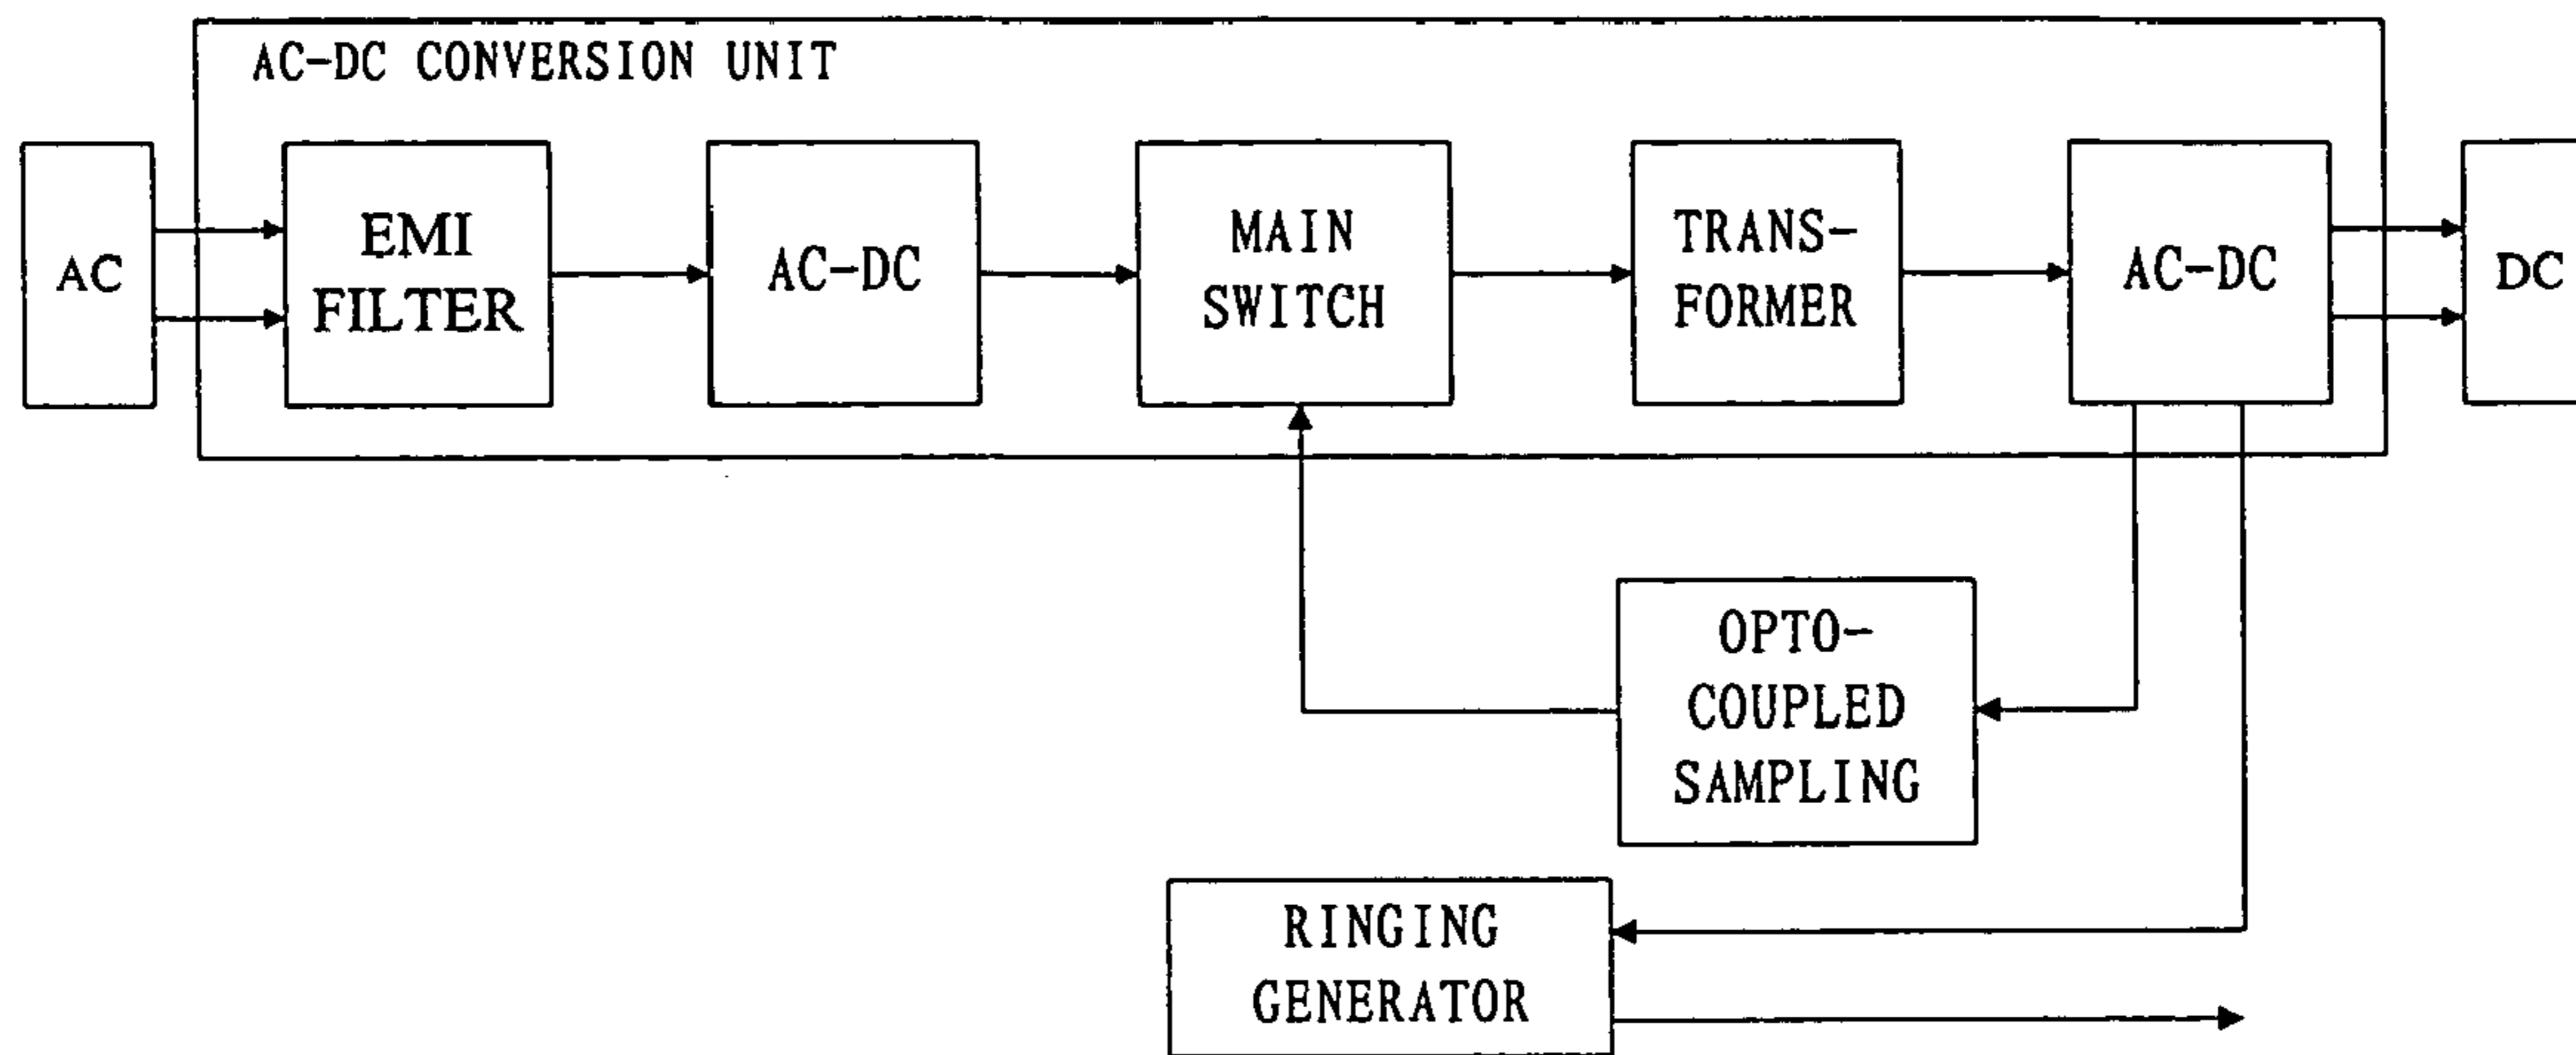 AC-DC CONVERSION UNIT
AC
EMI
FILTER
AC-DC
MAIN
SWITCH
TRANS-
FORMER
AC-DC
DC
OPTO-
COUPLED
SAMPLING
RINGING
GENERATOR